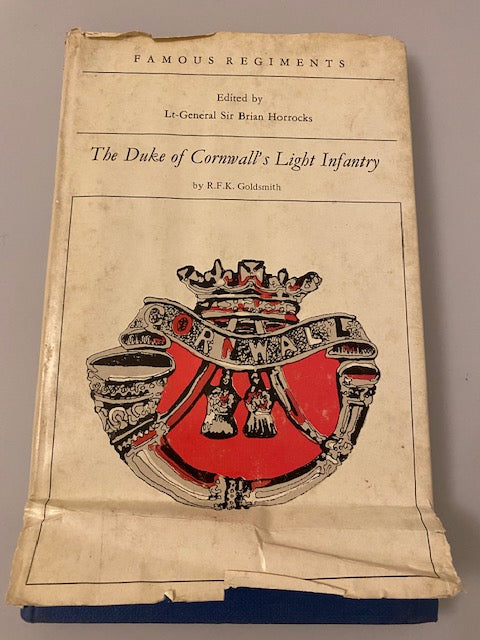 FAMOUS REGIMENTS
Edited by
Lt-General Sir Brian Horrocks
The Duke of Cornwall's Light Infantry
by R.F.K. Goldsmith
CORNWALL